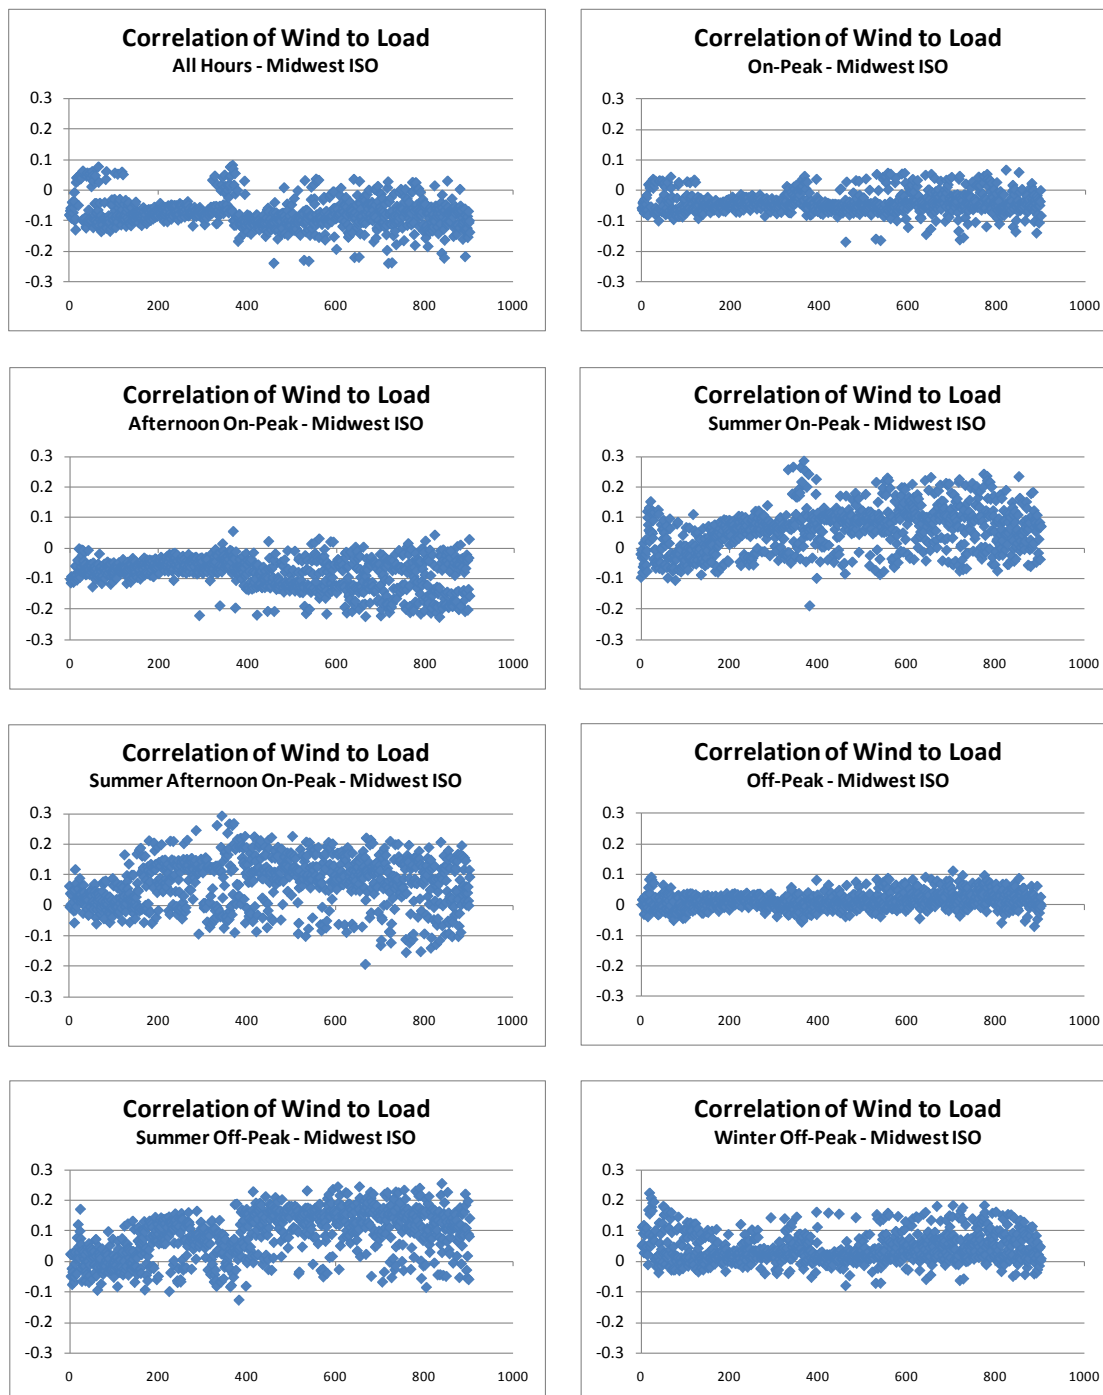 Correlation of Wind to Load
All Hours - Midwest ISO
0.3
0.2
0.1
0
-0.1
-0.2
-0.3
0 200 400 600 800 1000
Correlation of Wind to Load
On-Peak - Midwest ISO
0.3
0.2
0.1
0
-0.1
-0.2
-0.3
0 200 400 600 800 1000
Correlation of Wind to Load
Afternoon On-Peak - Midwest ISO
0.3
0.2
0.1
0
-0.1
-0.2
-0.3
0 200 400 600 800 1000
Correlation of Wind to Load
Summer On-Peak - Midwest ISO
0.3
0.2
0.1
0
-0.1
-0.2
-0.3
0 200 400 600 800 1000
Correlation of Wind to Load
Summer Afternoon On-Peak - Midwest ISO
0.3
0.2
0.1
0
-0.1
-0.2
-0.3
0 200 400 600 800 1000
Correlation of Wind to Load
Off-Peak - Midwest ISO
0.3
0.2
0.1
0
-0.1
-0.2
-0.3
0 200 400 600 800 1000
Correlation of Wind to Load
Summer Off-Peak - Midwest ISO
0.3
0.2
0.1
0
-0.1
-0.2
-0.3
0 200 400 600 800 1000
Correlation of Wind to Load
Winter Off-Peak - Midwest ISO
0.3
0.2
0.1
0
-0.1
-0.2
-0.3
0 200 400 600 800 1000